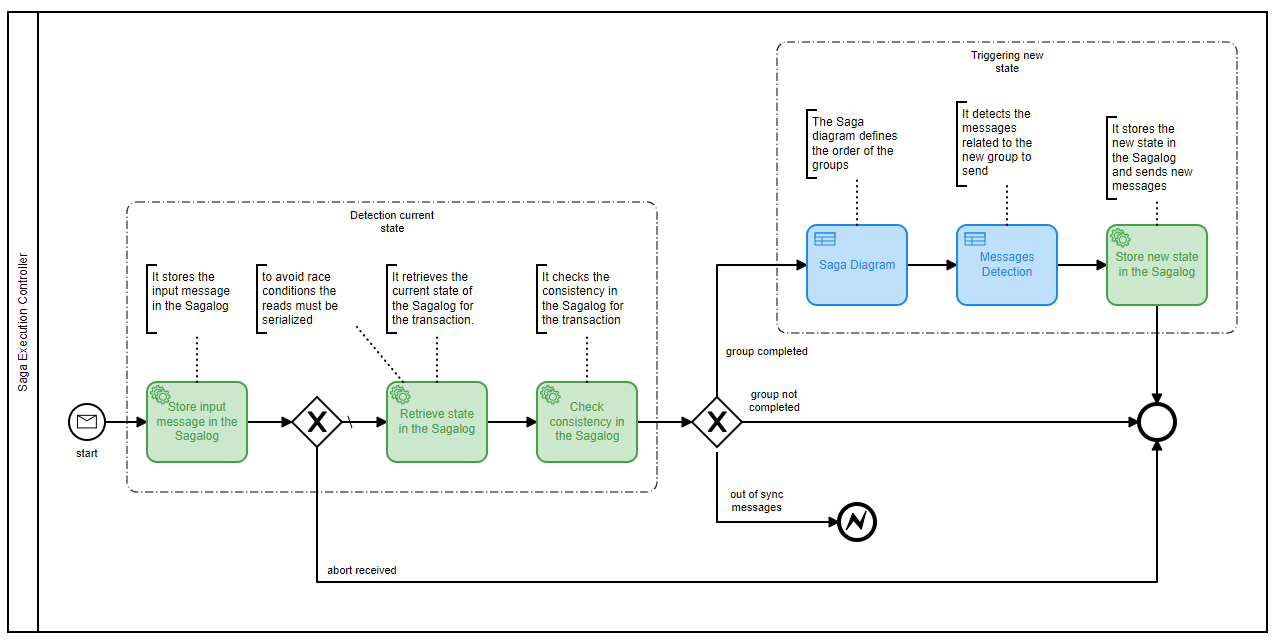 Saga Execution Controller
Triggering new
state
The Saga
diagram defines
the order of the
groups
It detects the
messages
related to the
new group to
send
It stores the
new state in
the Sagalog
and sends new
messages
Saga Diagram
Messages
Detection
Store new state
in the Sagalog
Detection current
state
It stores the
input message
in the Sagalog
to avoid race
conditions the
reads must be
serialized
It retrieves the
current state of
the Sagalog for
the transaction.
It checks the
consistency in
the Sagalog for
the transaction
start
Store input
message in the
Sagalog
Retrieve state
in the Sagalog
Check
consistency in
the Sagalog
group completed
group not
completed
out of sync
messages
abort received